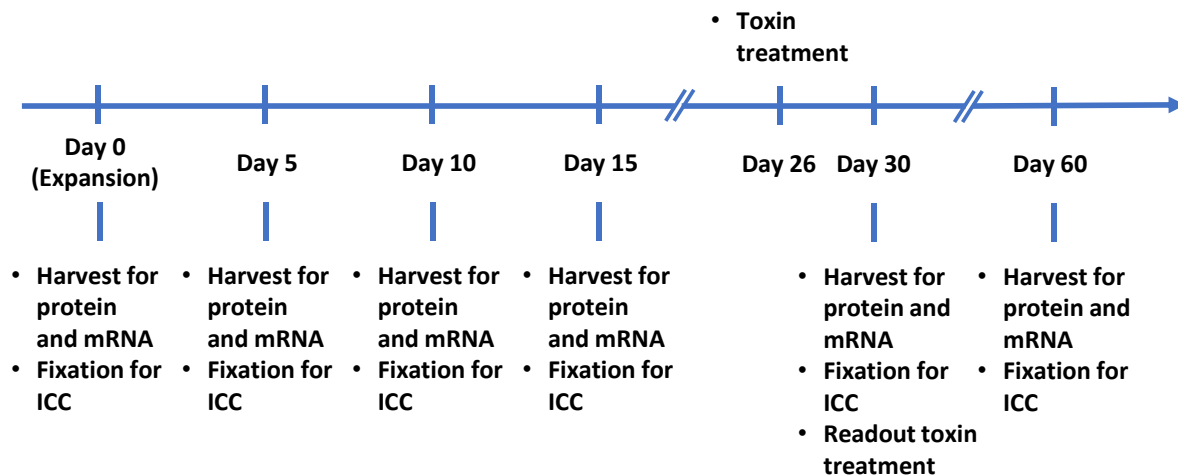 • Toxin
treatment
Day 0
(Expansion)
Day 5
Day 10
Day 15
Day 26
Day 30
Day 60
• Harvest for
protein
and mRNA
• Fixation for
ICC
• Harvest for
protein
and mRNA
• Fixation for
ICC
• Harvest for
protein
and mRNA
• Fixation for
ICC
• Harvest for
protein
and mRNA
• Fixation for
ICC
• Harvest for
protein and
mRNA
• Fixation for
ICC
• Readout toxin
treatment
• Harvest for
protein and
mRNA
• Fixation for
ICC